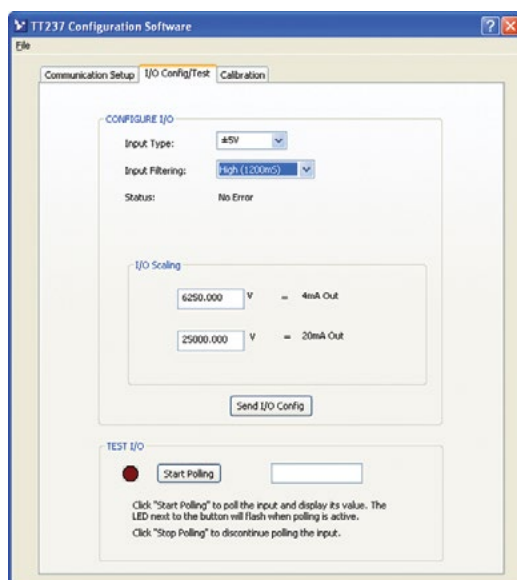 TT237 Configuration Software
File
Communication Setup I/O Config/Test Calibration
CONFIGURE I/O
Input Type: ±5V
Input Filtering: High (1200mS)
Status: No Error
I/O Scaling
6250.000 V = 4mA Out
25000.000 V = 20mA Out
Send I/O Config
TEST I/O
Start Polling
Click "Start Polling" to poll the input and display its value. The
LED next to the button will flash when polling is active.
Click "Stop Polling" to discontinue polling the input.